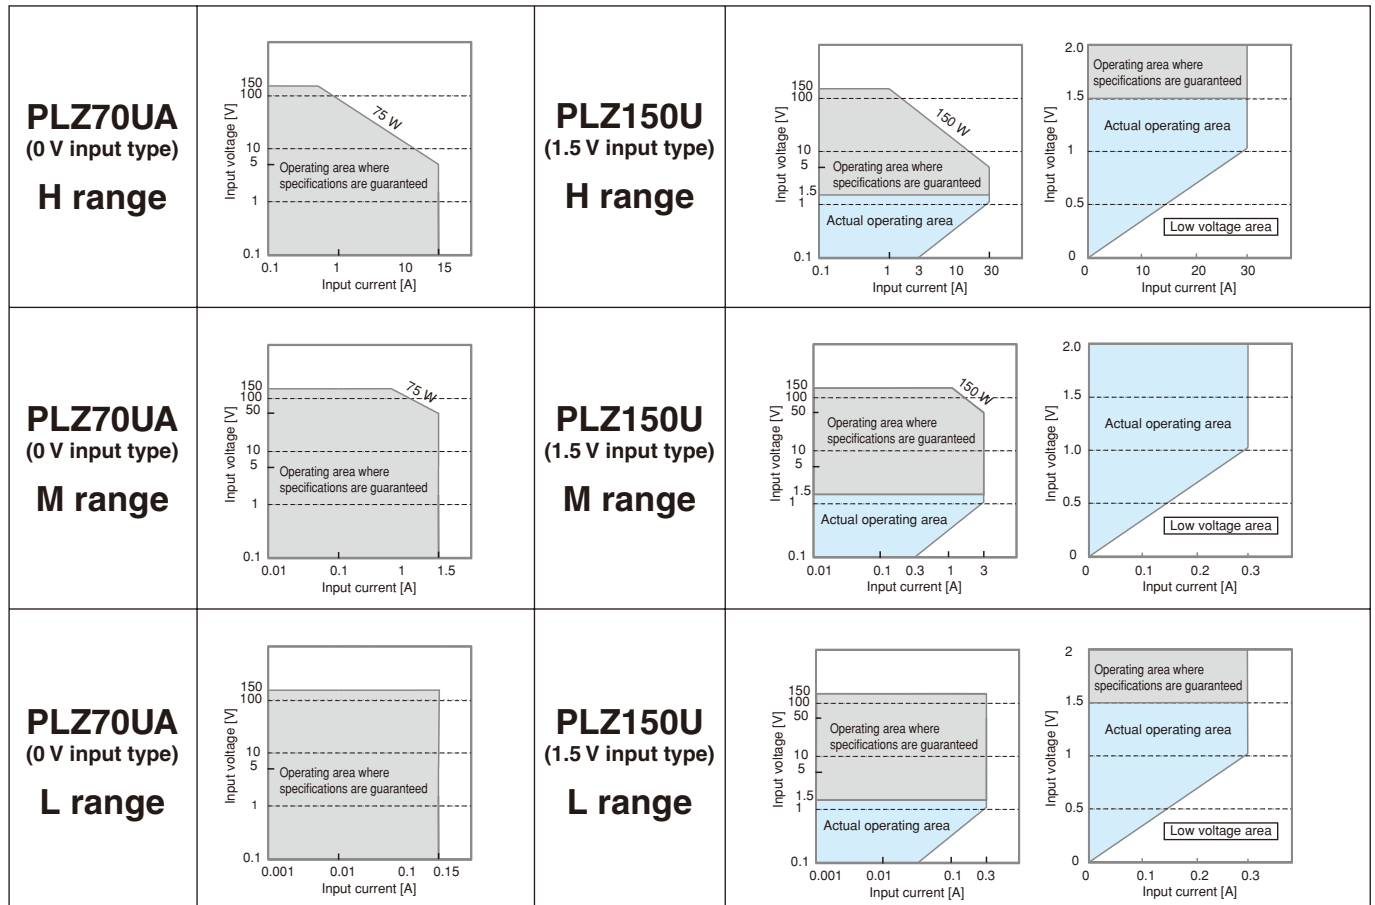 PLZ70UA
(0 V input type)
H range
Input voltage [V]
150
100
10
5
1
0.1
75 W
Operating area where
specifications are guaranteed
0.1 1 10 15
Input current [A]
PLZ150U
(1.5 V input type)
H range
Input voltage [V]
150
100
10
5
1.5
1
0.1
150 W
Operating area where
specifications are guaranteed
Actual operating area
0.1 1 3 10 30
Input current [A]
Input voltage [V]
2.0
1.5
1
0.5
0
Operating area where
specifications are guaranteed
Actual operating area
Low voltage area
0 10 20 30
Input current [A]
PLZ70UA
(0 V input type)
M range
Input voltage [V]
150
100
50
10
5
1
0.1
75 W
Operating area where
specifications are guaranteed
0.01 0.1 1 1.5
Input current [A]
PLZ150U
(1.5 V input type)
M range
Input voltage [V]
150
100
50
10
5
1.5
1
0.1
150 W
Operating area where
specifications are guaranteed
Actual operating area
0.01 0.1 0.3 1 3
Input current [A]
Input voltage [V]
2.0
1.5
1.0
0.5
0
Actual operating area
Low voltage area
0 0.1 0.2 0.3
Input current [A]
PLZ70UA
(0 V input type)
L range
Input voltage [V]
150
100
10
5
1
0.1
Operating area where
specifications are guaranteed
0.001 0.01 0.1 0.15
Input current [A]
PLZ150U
(1.5 V input type)
L range
Input voltage [V]
150
100
50
10
5
1.5
1
0.1
Operating area where
specifications are guaranteed
Actual operating area
0.001 0.01 0.1 0.3
Input current [A]
Input voltage [V]
2
1.5
1
0.5
0
Operating area where
specifications are guaranteed
Actual operating area
Low voltage area
0 0.1 0.2 0.3
Input current [A]